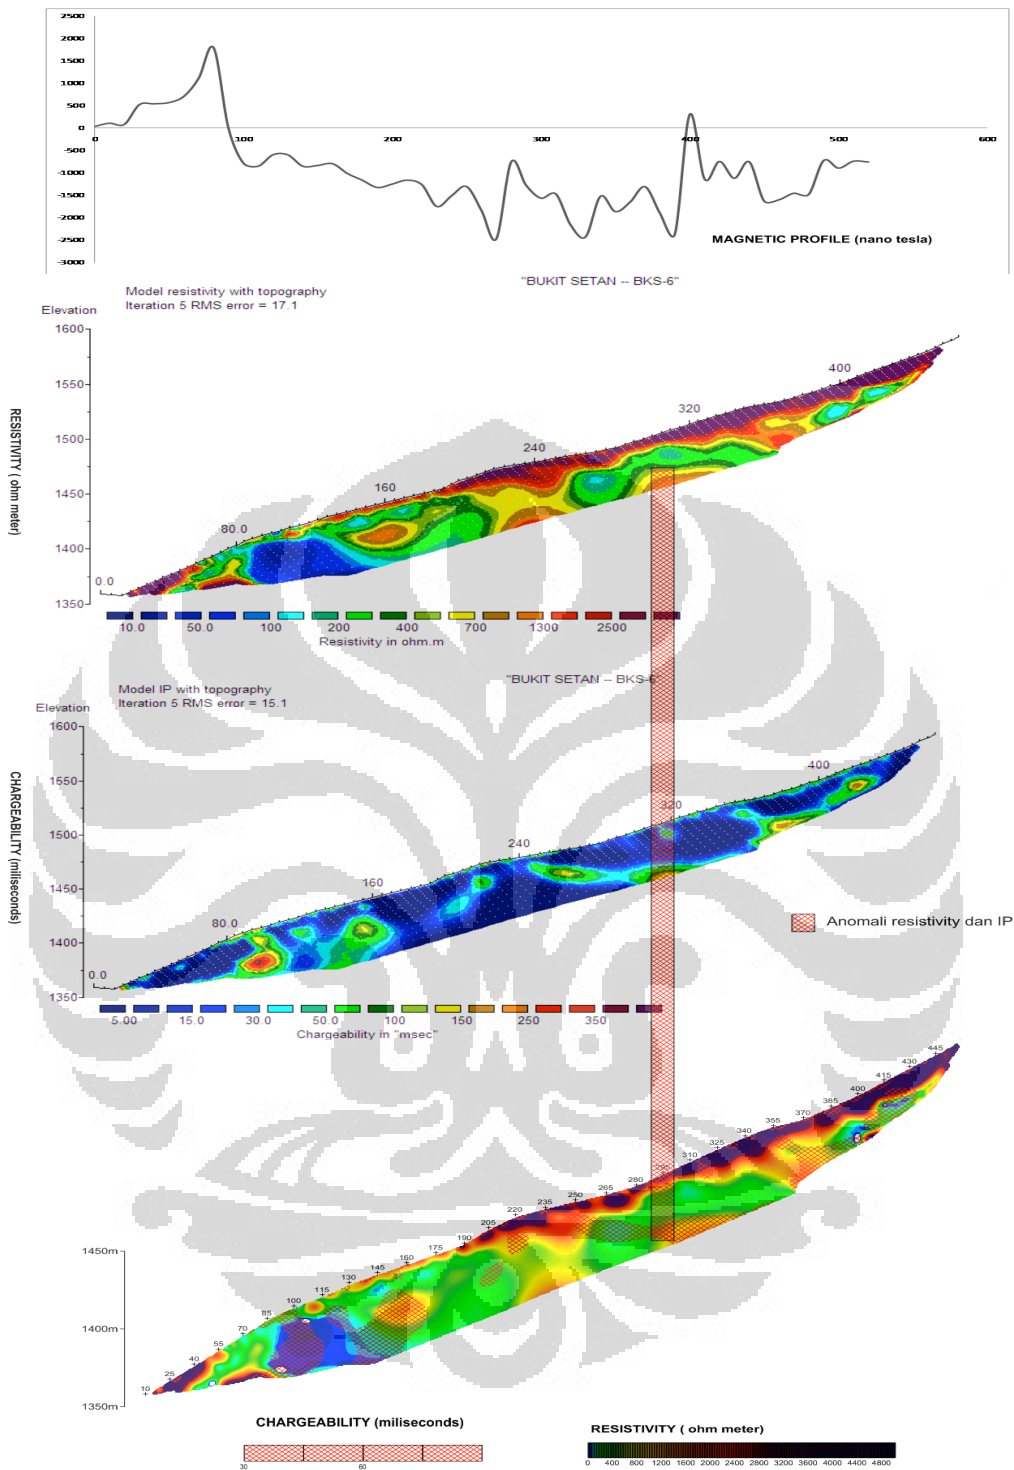 2500
2000
1500
1000
500
0
-500
-1000
-1500
-2000
-2500
-3000
0 100 200 300 400 500 600
MAGNETIC PROFILE (nano tesla)
"BUKIT SETAN -- BKS-6"
Model resistivity with topography
Iteration 5 RMS error = 17.1
Elevation
1600
1550
1500
1450
1400
1350
RESISTIVITY ( ohm meter)
0.0
80.0
160
240
320
400
10.0 50.0 100 200 400 700 1300 2500
Resistivity in ohm.m
"BUKIT SETAN -- BKS-6"
Model IP with topography
Iteration 5 RMS error = 15.1
Elevation
1600
1550
1500
1450
1400
1350
CHARGEABILITY (miliseconds)
0.0
80.0
160
240
320
400
Anomali resistivity dan IP
5.00 15.0 30.0 50.0 100 150 250 350
Chargeability in "msec"
1450m
1400m
1350m
10
25
40
55
70
85
100
115
130
145
160
175
190
205
220
235
250
265
280
295
310
325
340
355
370
385
400
415
430
445
CHARGEABILITY (miliseconds)
30 60
RESISTIVITY ( ohm meter)
0 400 800 1200 1600 2000 2400 2800 3200 3600 4000 4400 4800